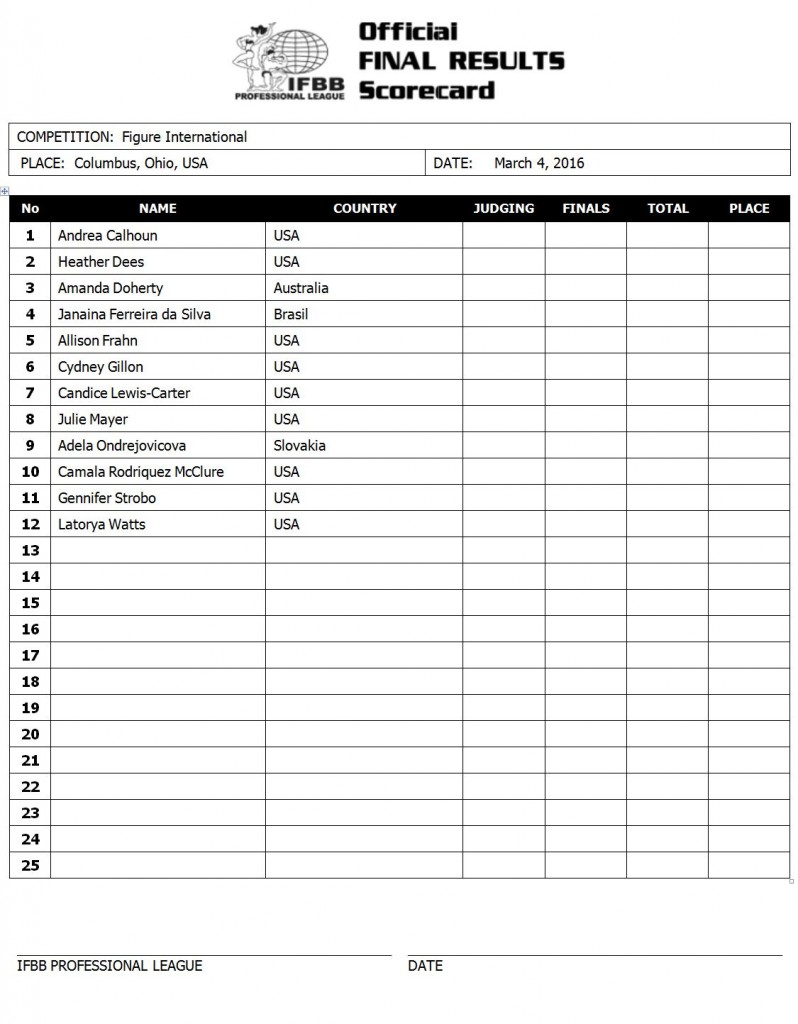 Official
FINAL RESULTS
Scorecard
IFBB
PROFESSIONAL LEAGUE
COMPETITION: Figure International
PLACE: Columbus, Ohio, USA DATE: March 4, 2016
No NAME COUNTRY JUDGING FINALS TOTAL PLACE
1 Andrea Calhoun USA
2 Heather Dees USA
3 Amanda Doherty Australia
4 Janaina Ferreira da Silva Brasil
5 Allison Frahn USA
6 Cydney Gillon USA
7 Candice Lewis-Carter USA
8 Julie Mayer USA
9 Adela Ondrejovicova Slovakia
10 Camala Rodriquez McClure USA
11 Gennifer Strobo USA
12 Latorya Watts USA
13
14
15
16
17
18
19
20
21
22
23
24
25
IFBB PROFESSIONAL LEAGUE DATE